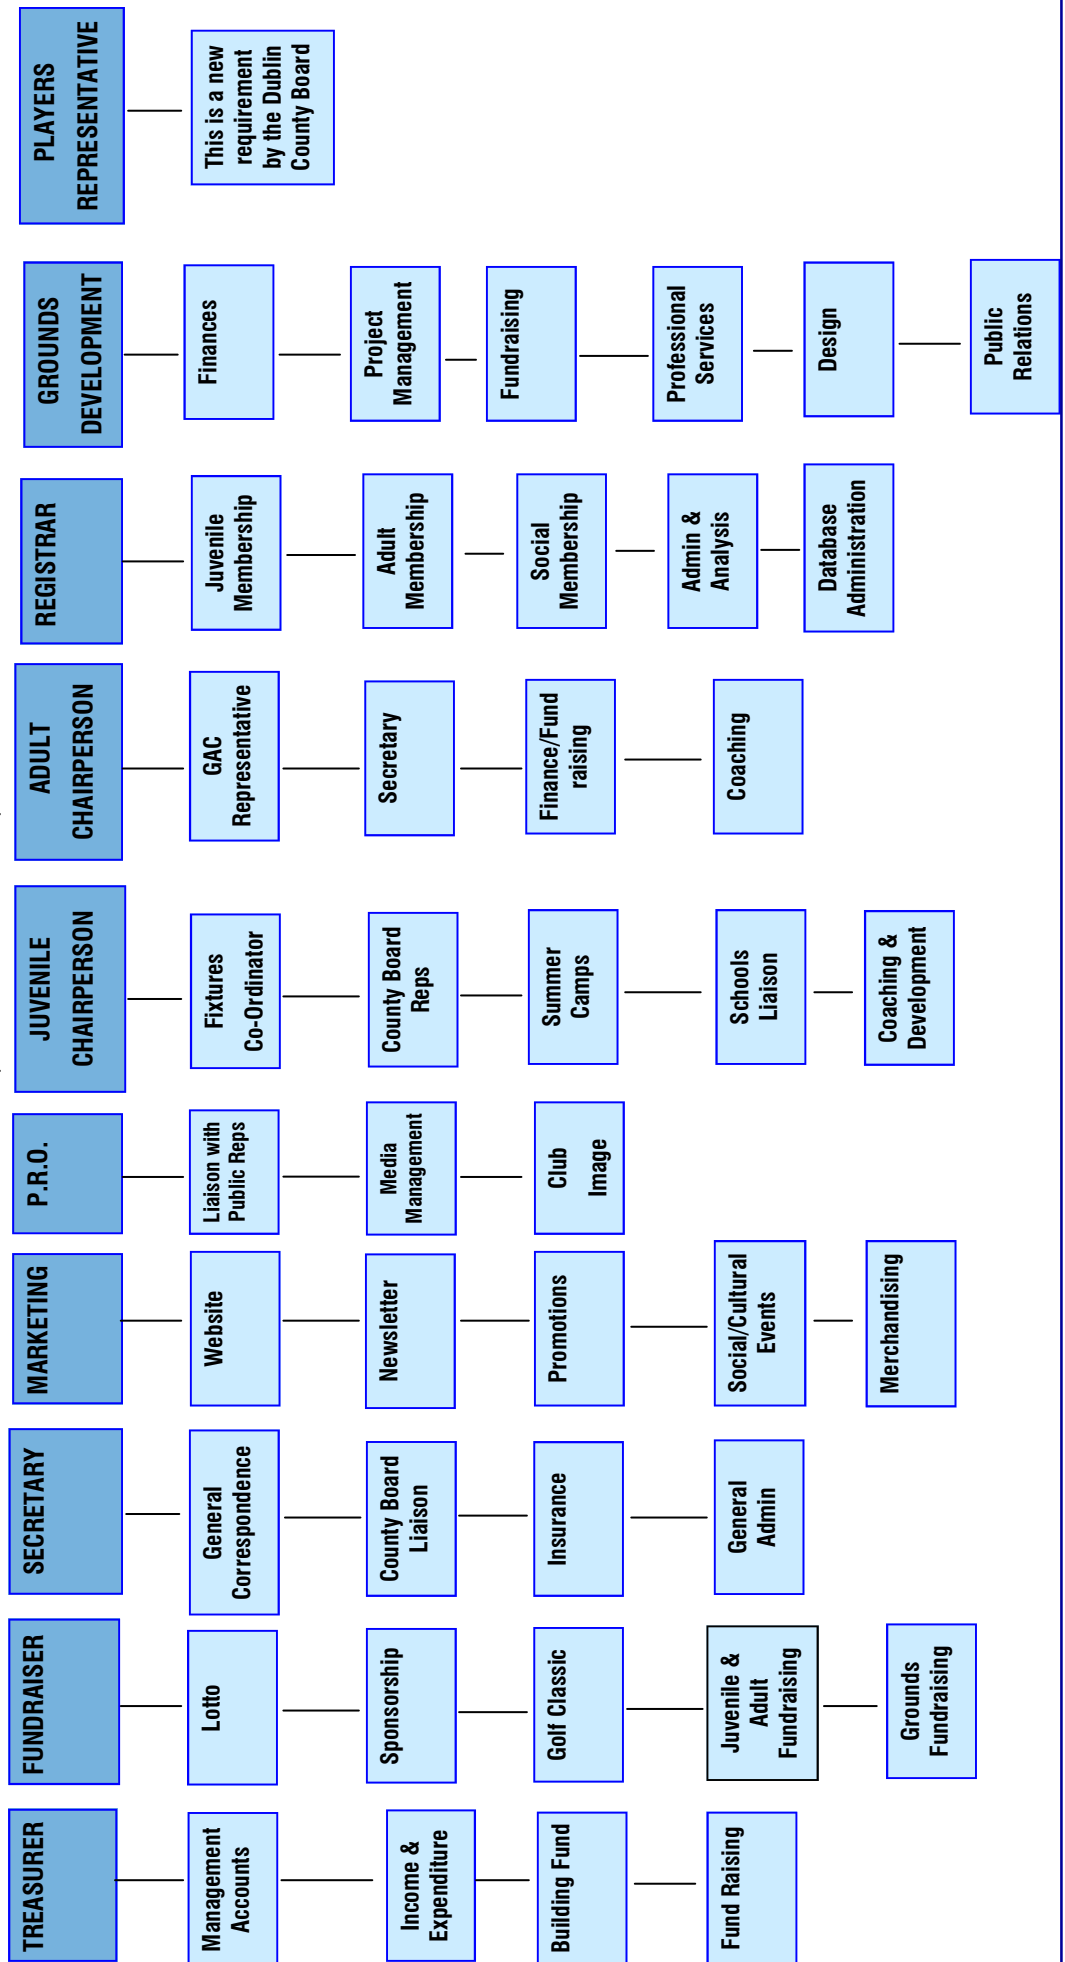 TREASURER
Management
Accounts
Income &
Expenditure
Building Fund
Fund Raising
FUNDRAISER
Lotto
Sponsorship
Golf Classic
Juvenile &
Adult
Fundraising
Grounds
Fundraising
SECRETARY
General
Correspondence
County Board
Liaison
Insurance
General
Admin
MARKETING
Website
Newsletter
Promotions
Social/Cultural
Events
Merchandising
P.R.O.
Liaison with
Public Reps
Media
Management
Club
Image
JUVENILE
CHAIRPERSON
Fixtures
Co-Ordinator
County Board
Reps
Summer
Camps
Schools
Liaison
Coaching &
Development
ADULT
CHAIRPERSON
GAC
Representative
Secretary
Finance/Fund
raising
Coaching
REGISTRAR
Juvenile
Membership
Adult
Membership
Social
Membership
Admin &
Analysis
Database
Administration
GROUNDS
DEVELOPMENT
Finances
Project
Management
Fundraising
Professional
Services
Design
Public
Relations
PLAYERS
REPRESENTATIVE
This is a new
requirement
by the Dublin
County Board